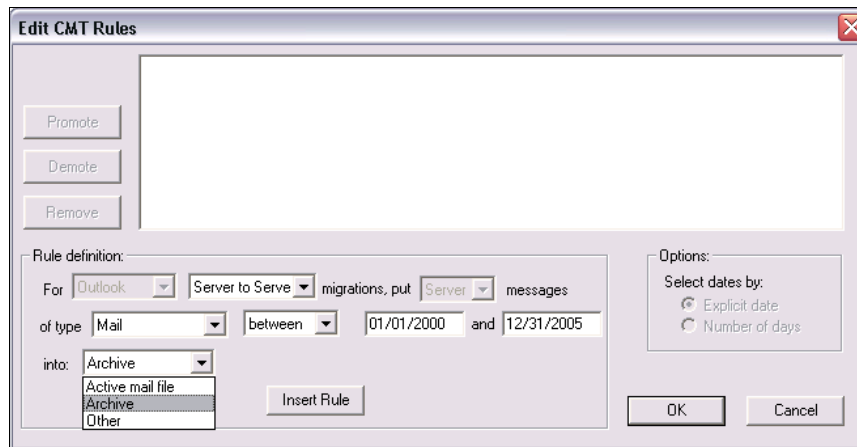 Edit CMT Rules
Promote
Demote
Remove
Rule definition:
For Outlook Server to Serve migrations, put Server messages
of type Mail between 01/01/2000 and 12/31/2005
into: Archive
Active mail file
Archive
Other
Insert Rule
Options:
Select dates by:
Explicit date
Number of days
OK
Cancel